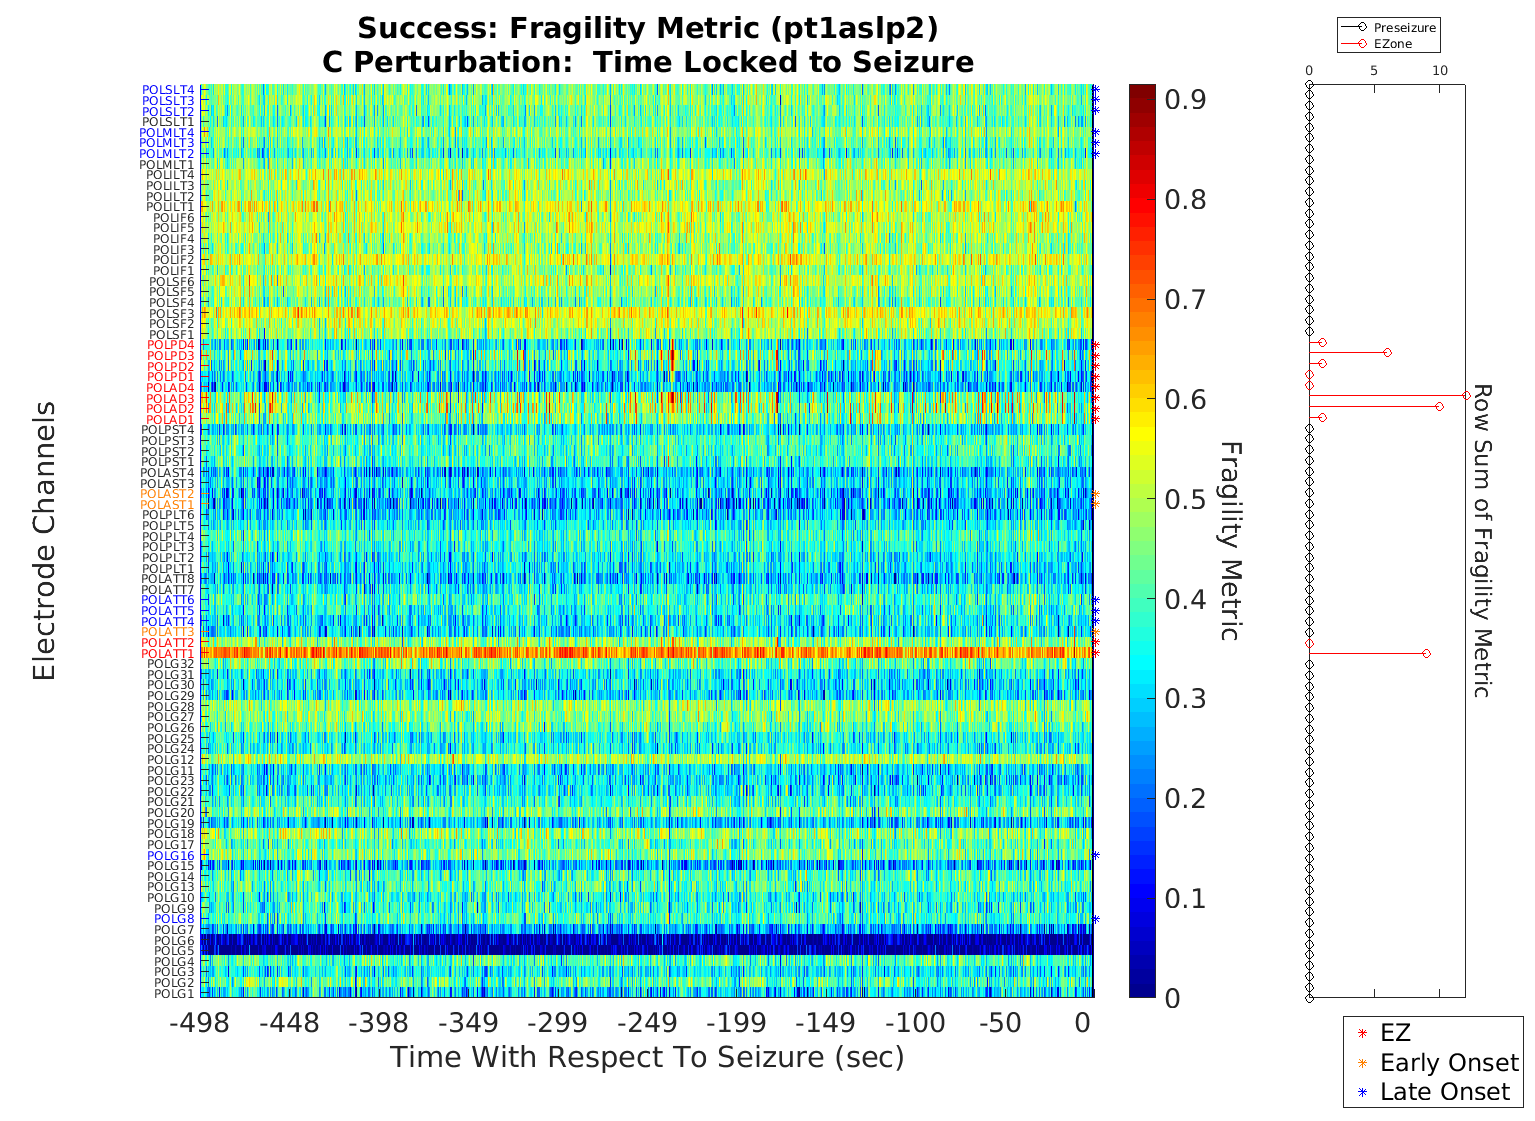 Success: Fragility Metric (pt1aslp2)
C Perturbation:  Time Locked to Seizure
Preseizure
EZone
0 5 10
Electrode Channels
POLSLT4
POLSLT3
POLSLT2
POLSLT1
POLMLT4
POLMLT3
POLMLT2
POLMLT1
POLILT4
POLILT3
POLILT2
POLILT1
POLIF6
POLIF5
POLIF4
POLIF3
POLIF2
POLIF1
POLSF6
POLSF5
POLSF4
POLSF3
POLSF2
POLSF1
POLPD4
POLPD3
POLPD2
POLPD1
POLAD4
POLAD3
POLAD2
POLAD1
POLPST4
POLPST3
POLPST2
POLPST1
POLAST4
POLAST3
POLAST2
POLAST1
POLPLT6
POLPLT5
POLPLT4
POLPLT3
POLPLT2
POLPLT1
POLATT8
POLATT7
POLATT6
POLATT5
POLATT4
POLATT3
POLATT2
POLATT1
POLG32
POLG31
POLG30
POLG29
POLG28
POLG27
POLG26
POLG25
POLG24
POLG12
POLG11
POLG23
POLG22
POLG21
POLG20
POLG19
POLG18
POLG17
POLG16
POLG15
POLG14
POLG13
POLG10
POLG9
POLG8
POLG7
POLG6
POLG5
POLG4
POLG3
POLG2
POLG1
-498 -448 -398 -349 -299 -249 -199 -149 -100 -50 0
Time With Respect To Seizure (sec)
0.9
0.8
0.7
0.6
0.5
0.4
0.3
0.2
0.1
0
Fragility Metric
Row Sum of Fragility Metric
EZ
Early Onset
Late Onset